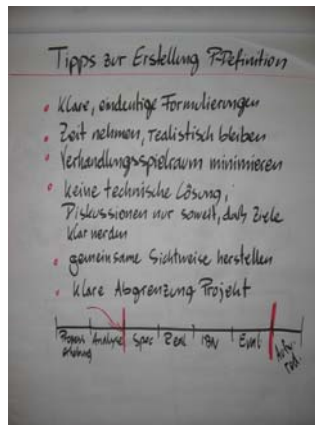 Tipps zur Erstellung P-Definition
Klare, eindeutige Formulierungen
Zeit nehmen, realistisch bleiben
Verhandlungsspielraum minimieren
keine technische Lösung,
Diskussionen nur soweit, daß Ziele
klar werden
gemeinsame Sichtweise herstellen
klare Abgrenzung Projekt
Analyse Spec Real IBN Eval